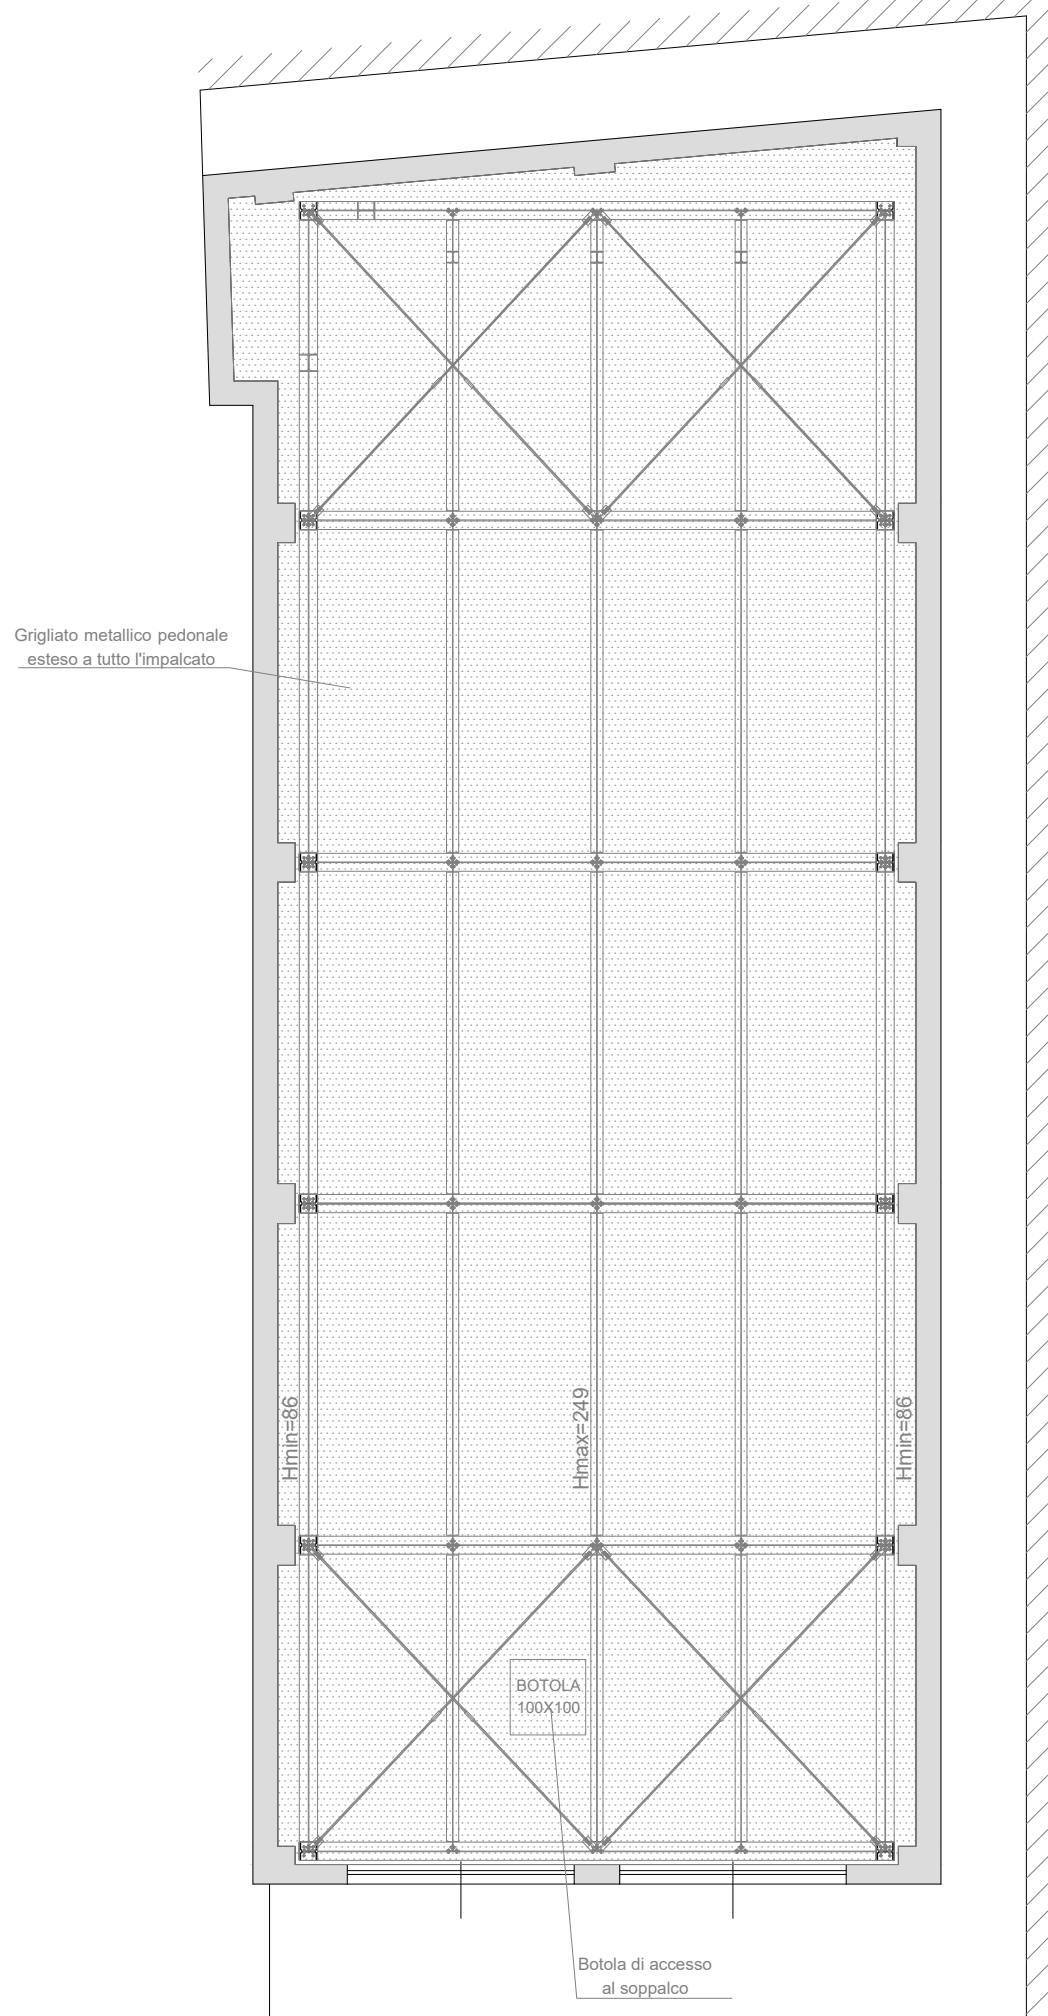 Grigliato metallico pedonale
esteso a tutto l'impalcato
Hmin=86
Hmax=249
Hmin=86
BOTOLA
100X100
Botola di accesso
al soppalco